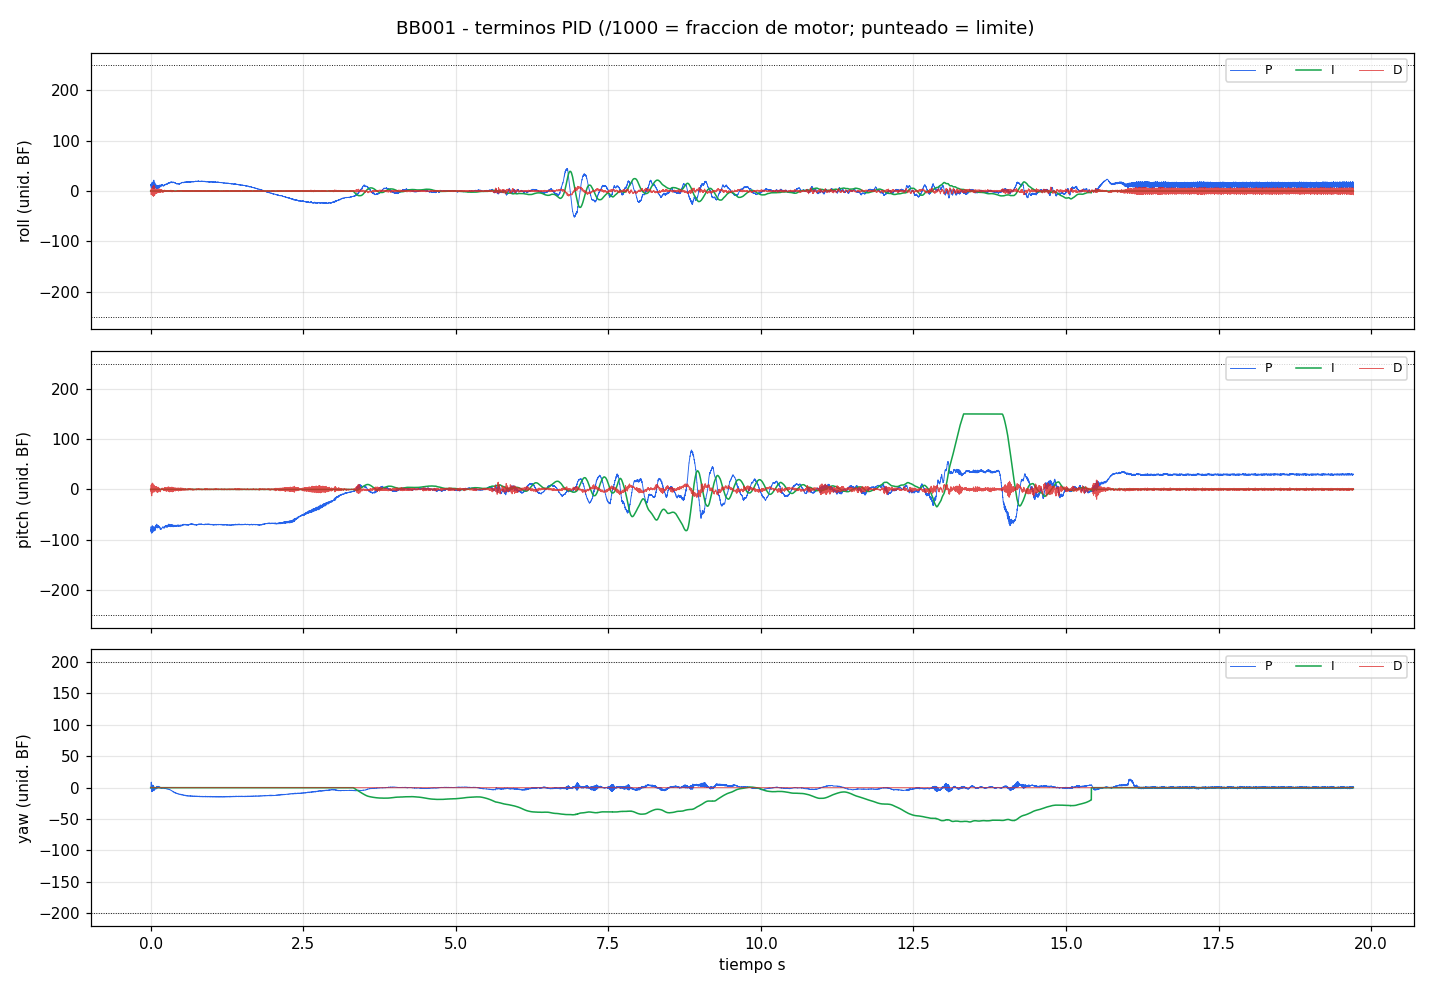 BB001 - terminos PID (/1000 = fraccion de motor; punteado = limite)
P I D
200
100
0
−100
−200
roll (unid. BF)
P I D
200
100
0
−100
−200
pitch (unid. BF)
P I D
200
150
100
50
0
−50
−100
−150
−200
yaw (unid. BF)
0.0 2.5 5.0 7.5 10.0 12.5 15.0 17.5 20.0
tiempo s